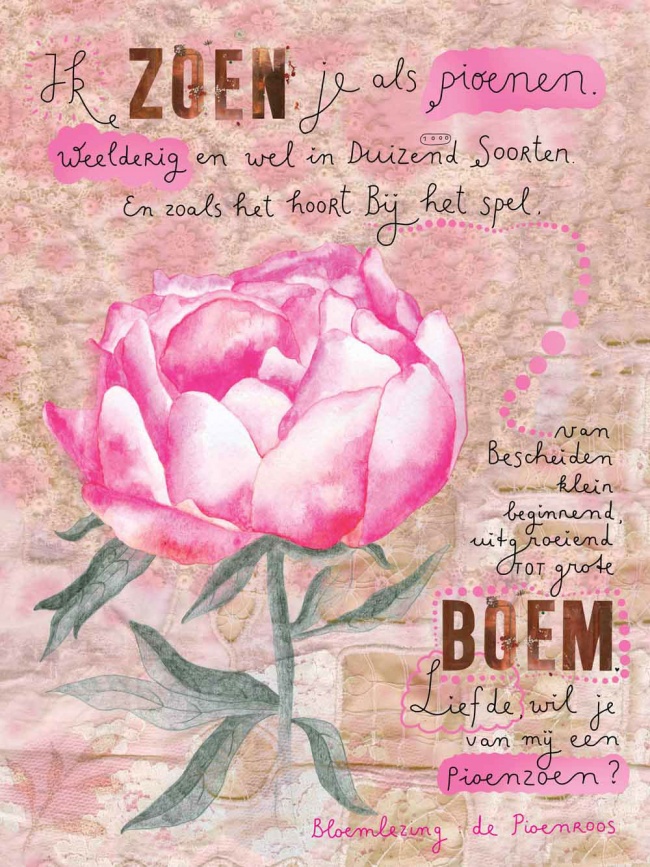 Ik ZOEN je als pioenen.
1000
Weelderig en wel in Duizend Soorten.
En zoals het hoort Bij het spel,
van
Bescheiden
klein
beginnend,
uitgroeiend
TOT grote
BOEM.
Liefde, wil je
van mij een
Pioenzoen?
Bloemlezing de Pioenroos